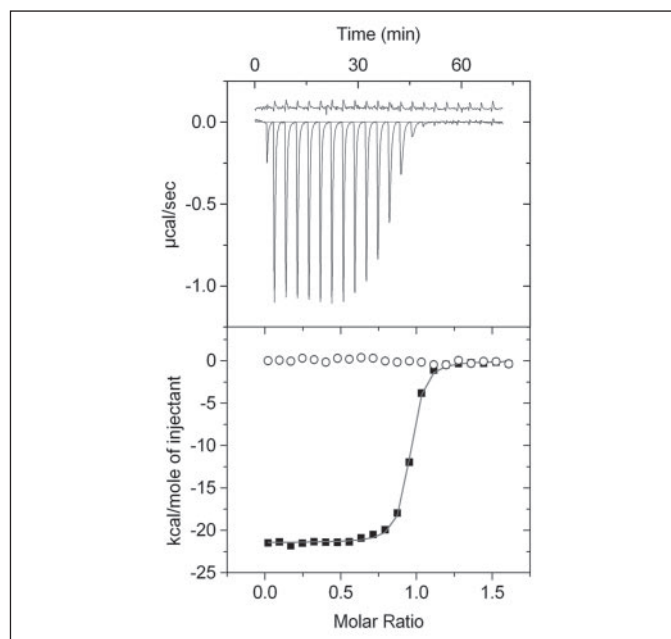 Time (min)
0 30 60
0.0
-0.5
-1.0
µcal/sec
0
-5
-10
-15
-20
-25
kcal/mole of injectant
0.0 0.5 1.0 1.5
Molar Ratio